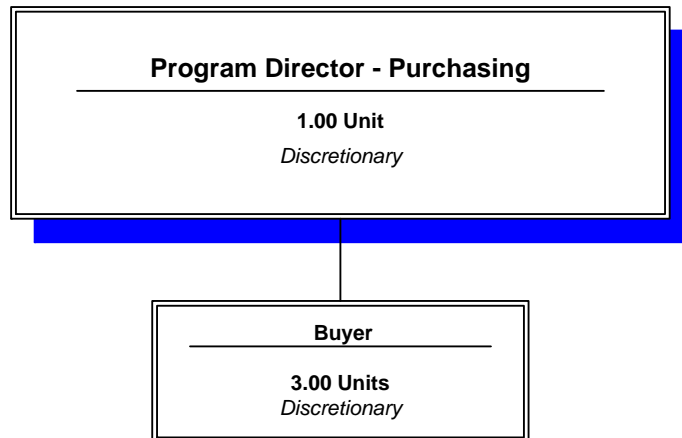 Program Director - Purchasing
1.00 Unit
Discretionary
Buyer
3.00 Units
Discretionary